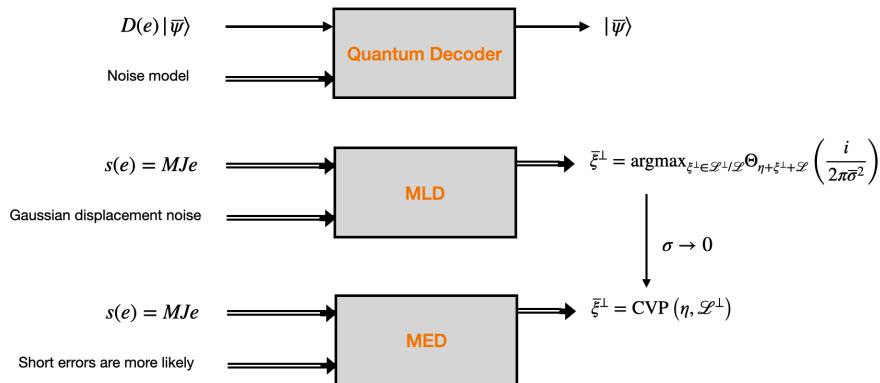 D(e)|ψ̅⟩
Quantum Decoder
|ψ̅⟩
Noise model
s(e) = MJe
MLD
ξ̅^⊥ = argmax_{ξ^⊥∈ℒ^⊥/ℒ} Θ_{η+ξ^⊥+ℒ} (i / 2πσ̅²)
Gaussian displacement noise
σ → 0
s(e) = MJe
MED
ξ̅^⊥ = CVP (η, ℒ^⊥)
Short errors are more likely